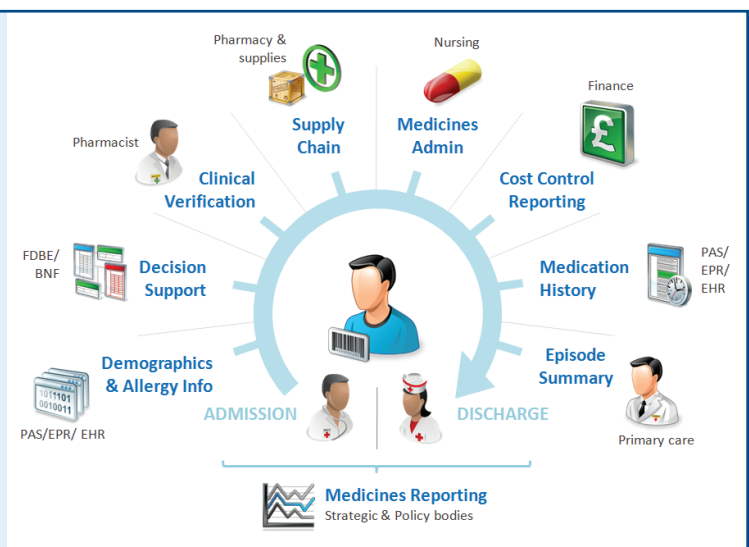 Pharmacy &
supplies
Nursing
Finance
Supply
Chain
Medicines
Admin
Pharmacist
Clinical
Verification
Cost Control
Reporting
FDBE/
BNF
Decision
Support
Medication
History
PAS/
EPR/
EHR
Demographics
& Allergy Info
Episode
Summary
1011101
0010011
PAS/EPR/ EHR
ADMISSION
DISCHARGE
Primary care
Medicines Reporting
Strategic & Policy bodies